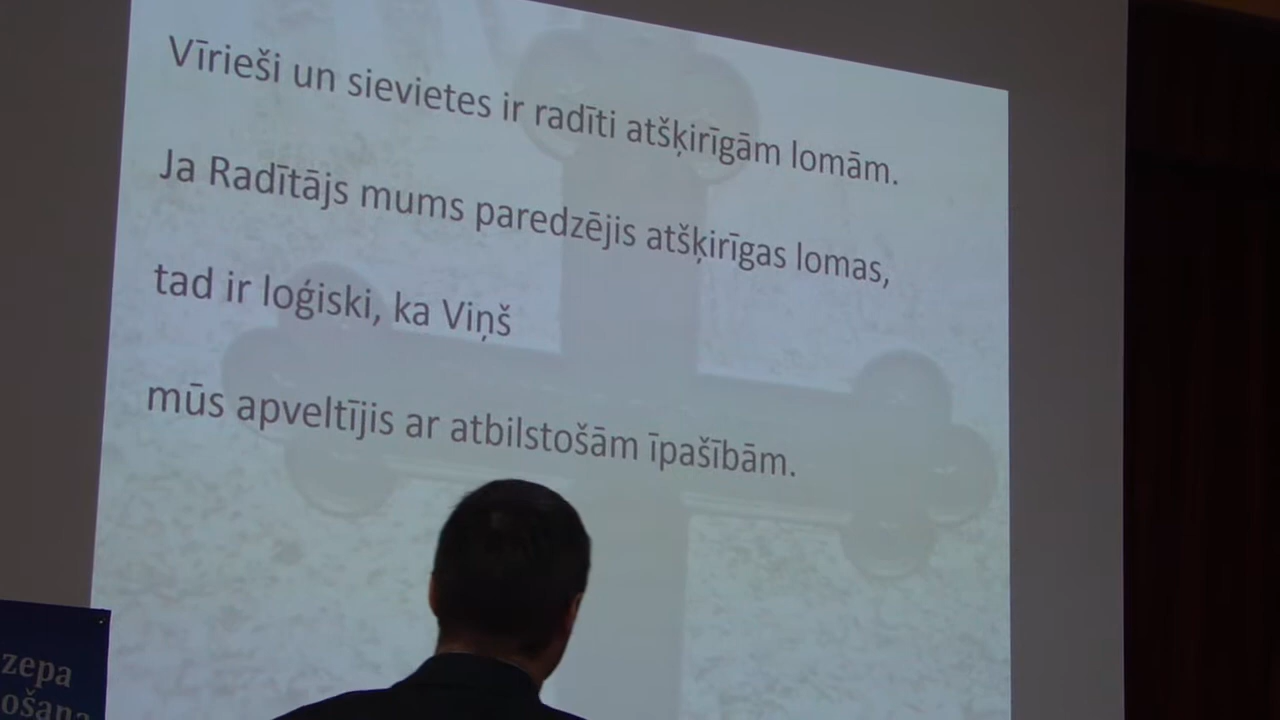 Vīrieši un sievietes ir radīti atšķirīgām lomām.
Ja Radītājs mums paredzējis atšķirīgas lomas,
tad ir loģiski, ka Viņš
mūs apveltījis ar atbilstošām īpašībām.
zepa
ošana